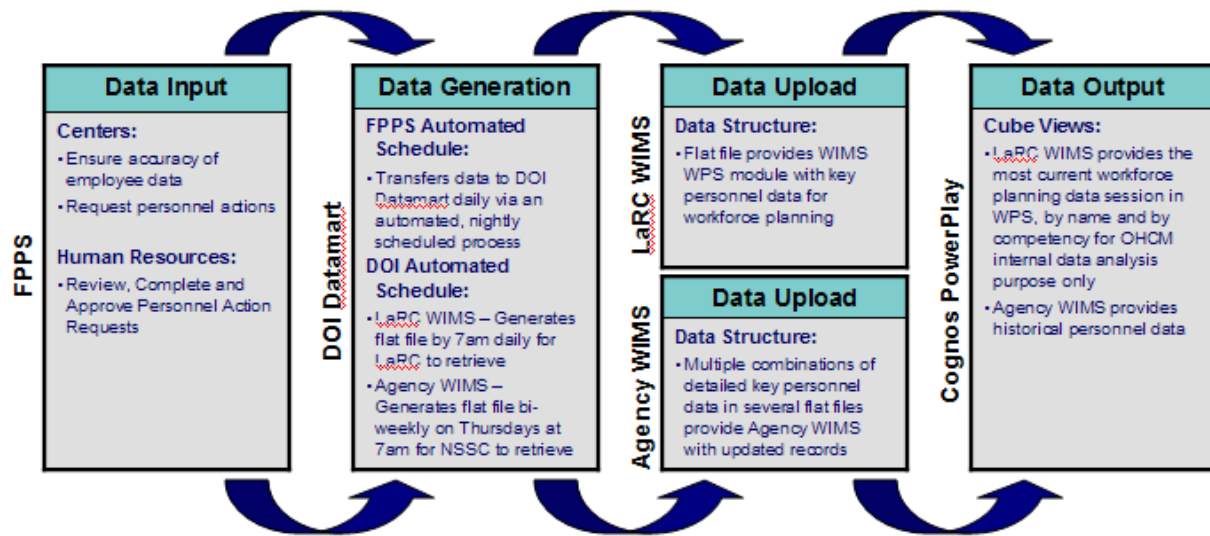 FPPS
Data Input
Centers:
•Ensure accuracy of
employee data
•Request personnel actions
Human Resources:
•Review, Complete and
Approve Personnel Action
Requests
DOI Datamart
Data Generation
FPPS Automated
Schedule:
•Transfers data to DOI
Datamart daily via an
automated, nightly
scheduled process
DOI Automated
Schedule:
•LaRC WIMS – Generates
flat file by 7am daily for
LaRC to retrieve
•Agency WIMS –
Generates flat file bi-
weekly on Thursdays at
7am for NSSC to retrieve
LaRC WIMS
Data Upload
Data Structure:
•Flat file provides WIMS
WPS module with key
personnel data for
workforce planning
Agency WIMS
Data Upload
Data Structure:
•Multiple combinations of
detailed key personnel
data in several flat files
provide Agency WIMS
with updated records
Cognos PowerPlay
Data Output
Cube Views:
•LaRC WIMS provides the
most current workforce
planning data session in
WPS, by name and by
competency for OHCM
internal data analysis
purpose only
•Agency WIMS provides
historical personnel data